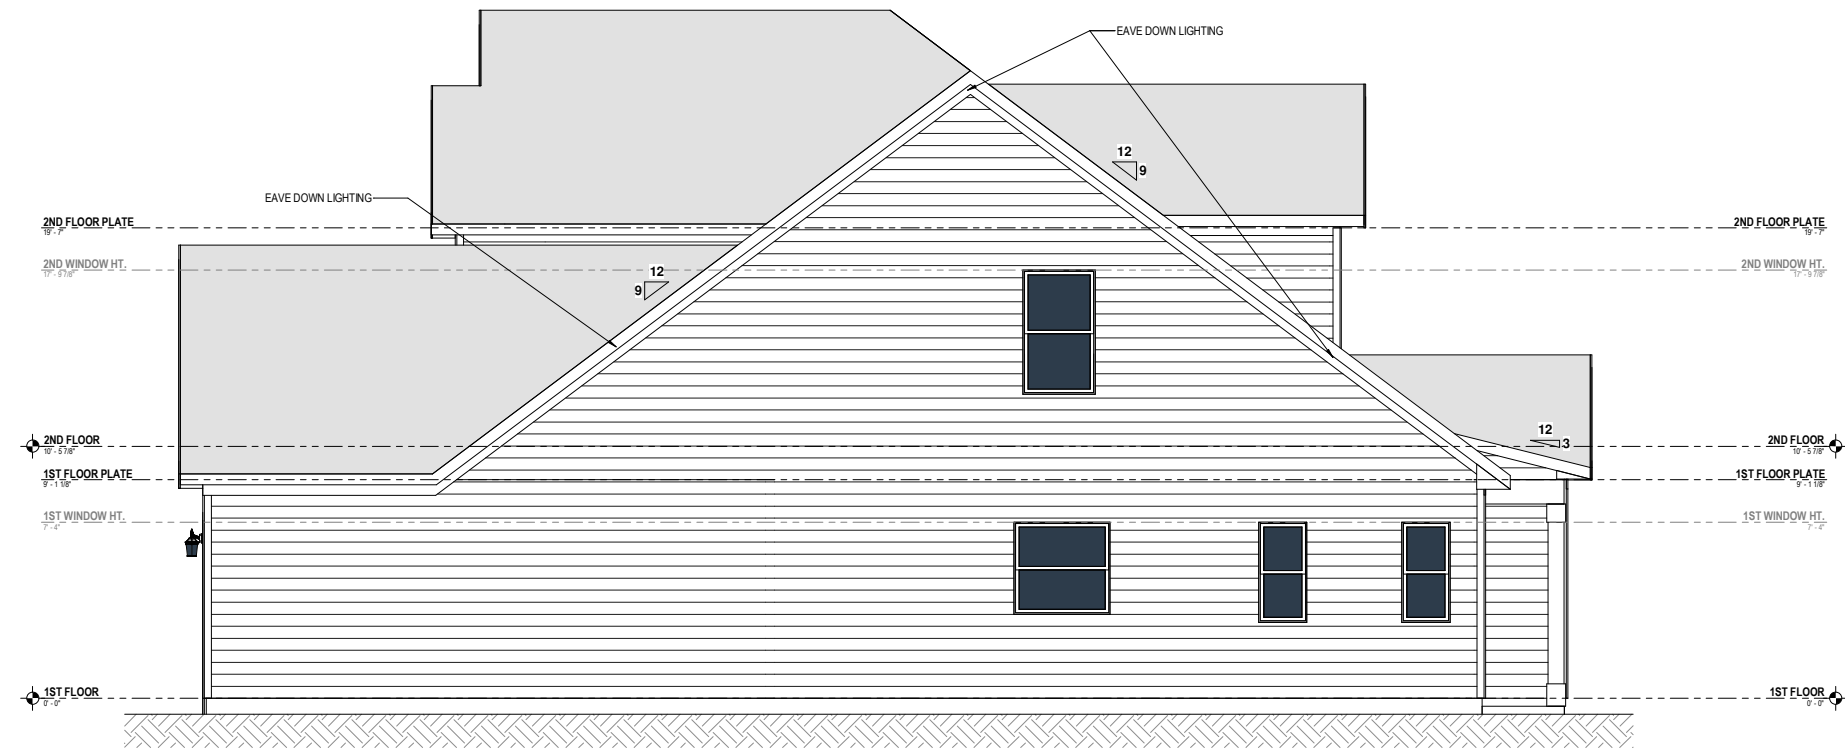 EAVE DOWN LIGHTING
12
9
EAVE DOWN LIGHTING
2ND FLOOR PLATE
19' - 7"
2ND FLOOR PLATE
19' - 7"
2ND WINDOW HT.
17' - 9 7/8"
2ND WINDOW HT.
17' - 9 7/8"
12
9
12
3
2ND FLOOR
10' - 5 7/8"
2ND FLOOR
10' - 5 7/8"
1ST FLOOR PLATE
9' - 1 1/8"
1ST FLOOR PLATE
9' - 1 1/8"
1ST WINDOW HT.
7' - 4"
1ST WINDOW HT.
7' - 4"
1ST FLOOR
0' - 0"
1ST FLOOR
0' - 0"